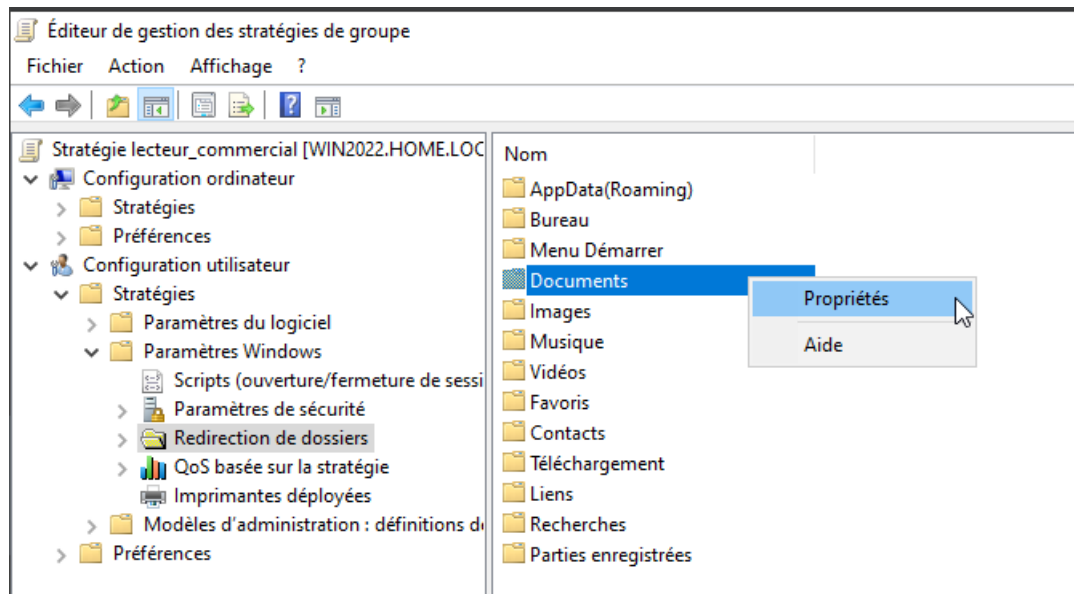 Éditeur de gestion des stratégies de groupe
Fichier Action Affichage ?
Stratégie lecteur_commercial [WIN2022.HOME.LOC
Configuration ordinateur
Stratégies
Préférences
Configuration utilisateur
Stratégies
Paramètres du logiciel
Paramètres Windows
Scripts (ouverture/fermeture de sessi
Paramètres de sécurité
Redirection de dossiers
QoS basée sur la stratégie
Imprimantes déployées
Modèles d'administration : définitions de
Préférences
Nom
AppData(Roaming)
Bureau
Menu Démarrer
Documents
Images
Musique
Vidéos
Favoris
Contacts
Téléchargement
Liens
Recherches
Parties enregistrées
Propriétés
Aide